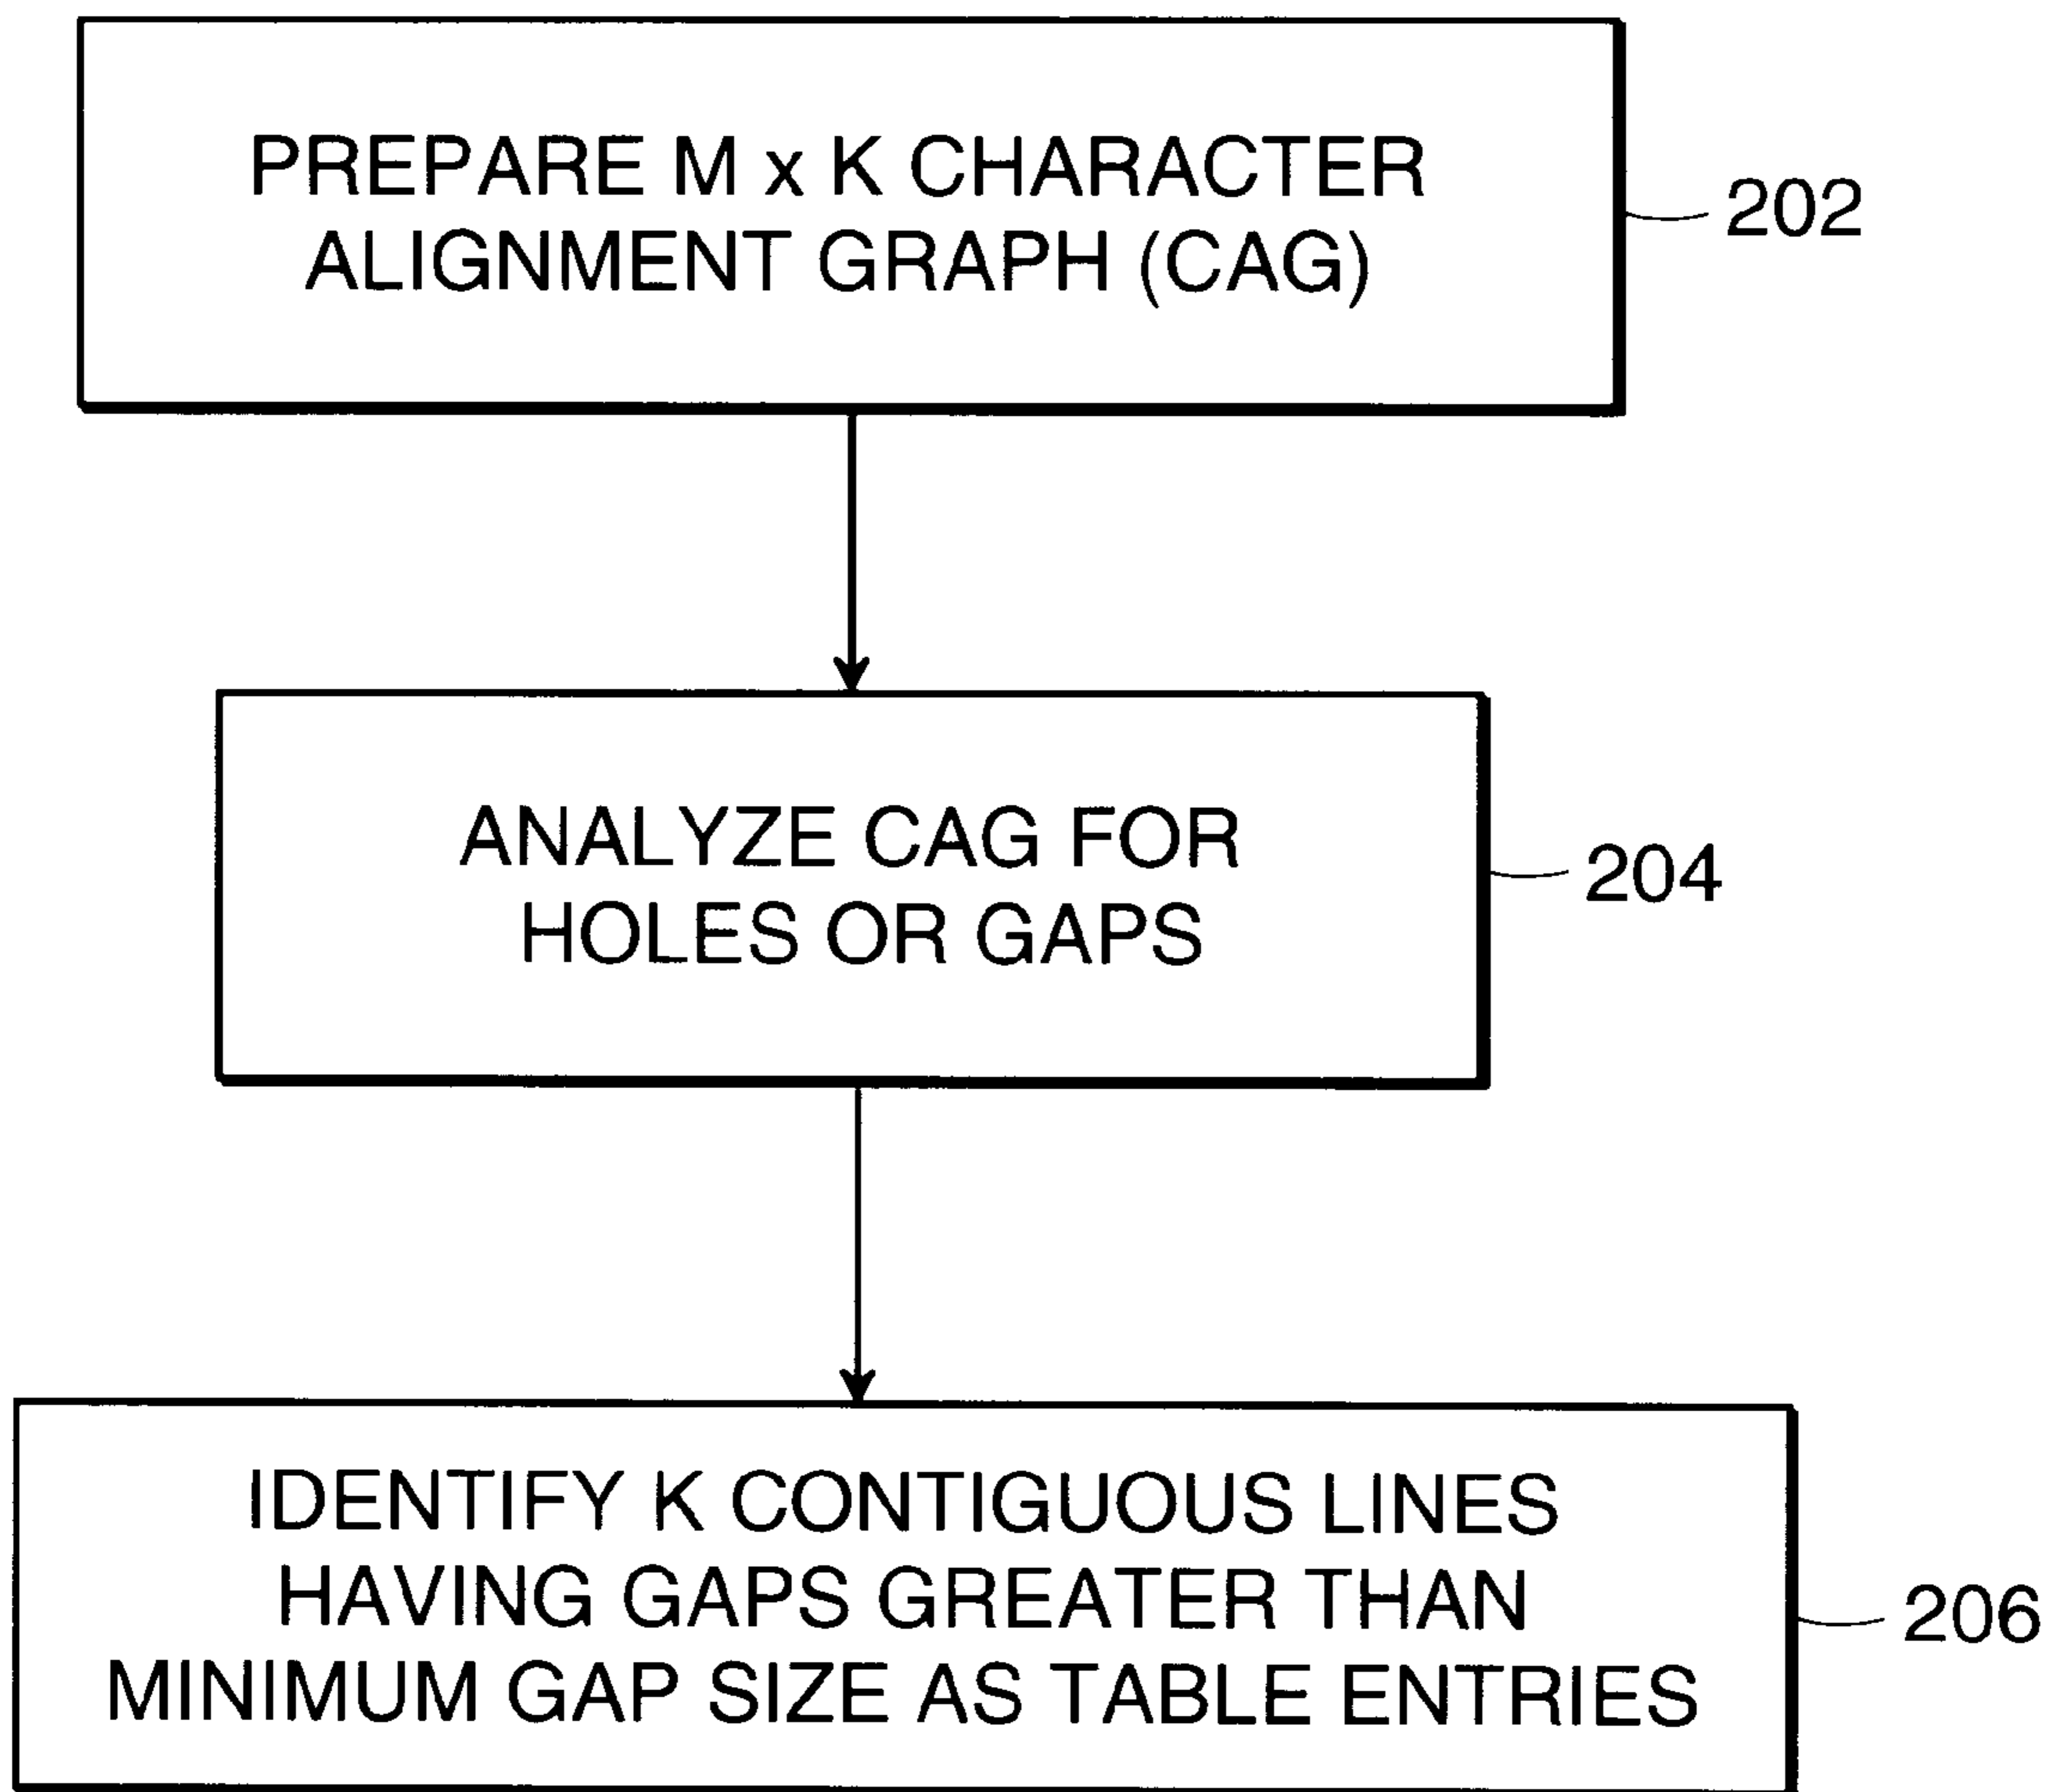 PREPARE M x K CHARACTER
ALIGNMENT GRAPH (CAG)
202
ANALYZE CAG FOR
HOLES OR GAPS
204
IDENTIFY K CONTIGUOUS LINES
HAVING GAPS GREATER THAN
MINIMUM GAP SIZE AS TABLE ENTRIES
206